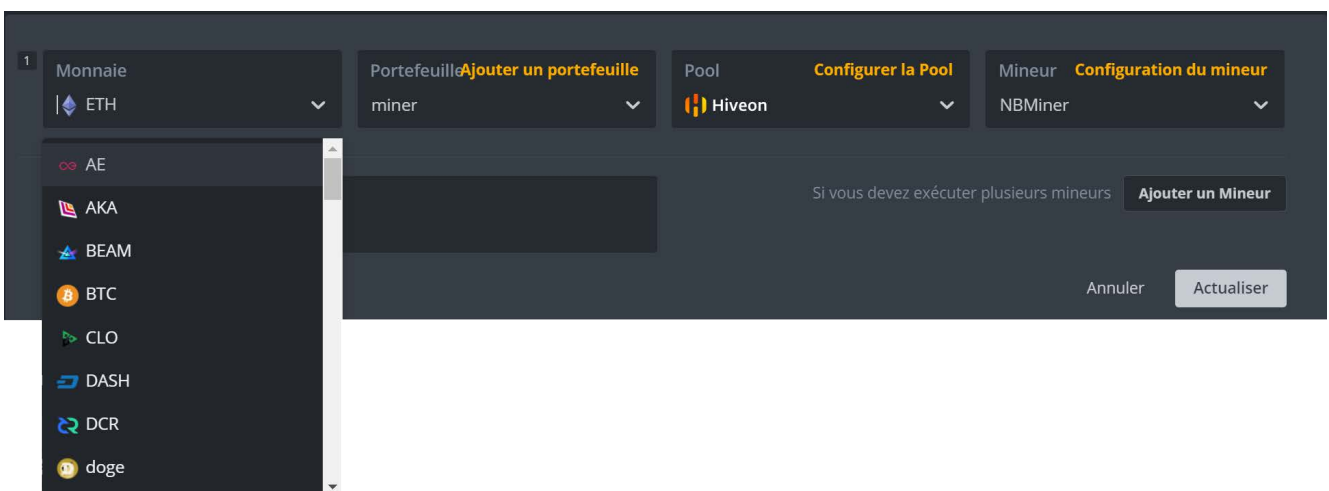 1
Monnaie
ETH
Portefeuille Ajouter un portefeuille
miner
Pool Configurer la Pool
Hiveon
Mineur Configuration du mineur
NBMiner
AE
AKA
BEAM
BTC
CLO
DASH
DCR
doge
Si vous devez exécuter plusieurs mineurs Ajouter un Mineur
Annuler Actualiser